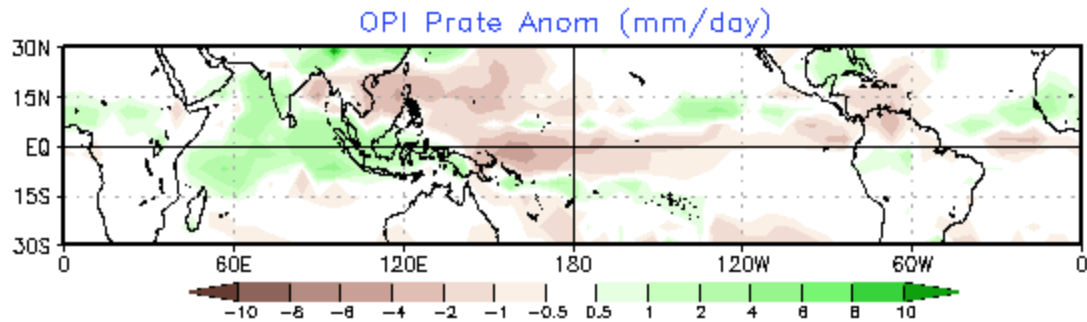 OPI Prate Anom (mm/day)
30N
15N
EQ
15S
30S
0 60E 120E 180 120W 60W 0
-10 -8 -6 -4 -2 -1 -0.5 0.5 1 2 4 6 8 10